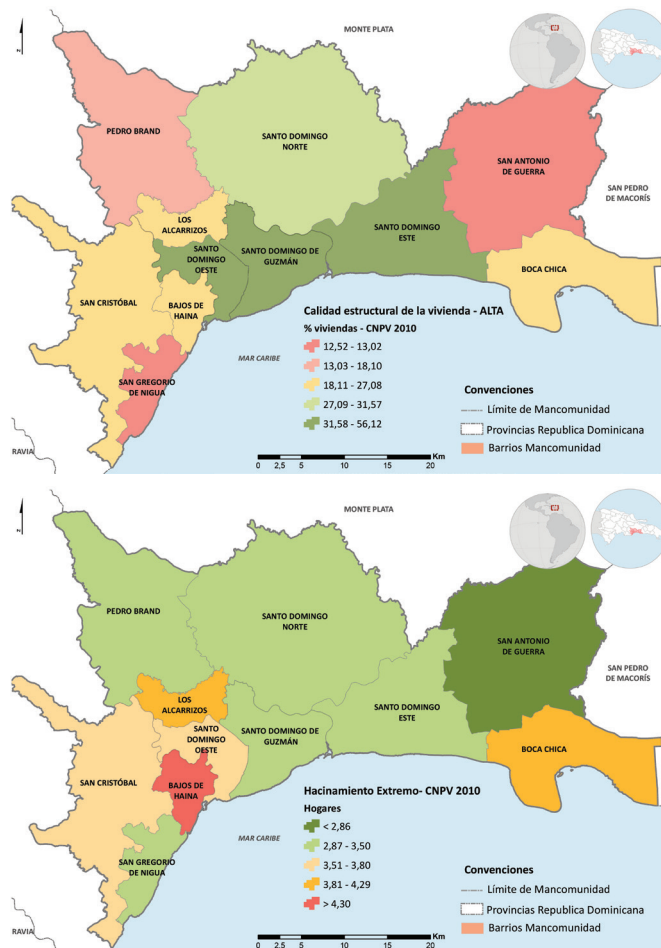 MONTE PLATA
PEDRO BRAND
SANTO DOMINGO
NORTE
SAN ANTONIO
DE GUERRA
SAN PEDRO
DE MACORÍS
LOS
ALCARRIZOS
SANTO
DOMINGO
OESTE
SANTO DOMINGO DE
GUZMÁN
SANTO DOMINGO
ESTE
BOCA CHICA
SAN CRISTÓBAL
BAJOS DE
HAINA
SAN GREGORIO
DE NIGUA
MAR CARIBE
RAVIA
Calidad estructural de la vivienda - ALTA
% viviendas - CNPV 2010
12,52 - 13,02
13,03 - 18,10
18,11 - 27,08
27,09 - 31,57
31,58 - 56,12
Convenciones
Límite de Mancomunidad
Provincias Republica Dominicana
Barrios Mancomunidad
Km
0 2,5 5 10 15 20
MONTE PLATA
PEDRO BRAND
SANTO DOMINGO
NORTE
SAN ANTONIO
DE GUERRA
SAN PEDRO
DE MACORÍS
LOS
ALCARRIZOS
SANTO
DOMINGO
OESTE
SANTO DOMINGO DE
GUZMÁN
SANTO DOMINGO
ESTE
BOCA CHICA
SAN CRISTÓBAL
BAJOS DE
HAINA
SAN GREGORIO
DE NIGUA
MAR CARIBE
RAVIA
Hacinamiento Extremo- CNPV 2010
Hogares
< 2,86
2,87 - 3,50
3,51 - 3,80
3,81 - 4,29
> 4,30
Convenciones
Límite de Mancomunidad
Provincias Republica Dominicana
Barrios Mancomunidad
Km
0 2,5 5 10 15 20